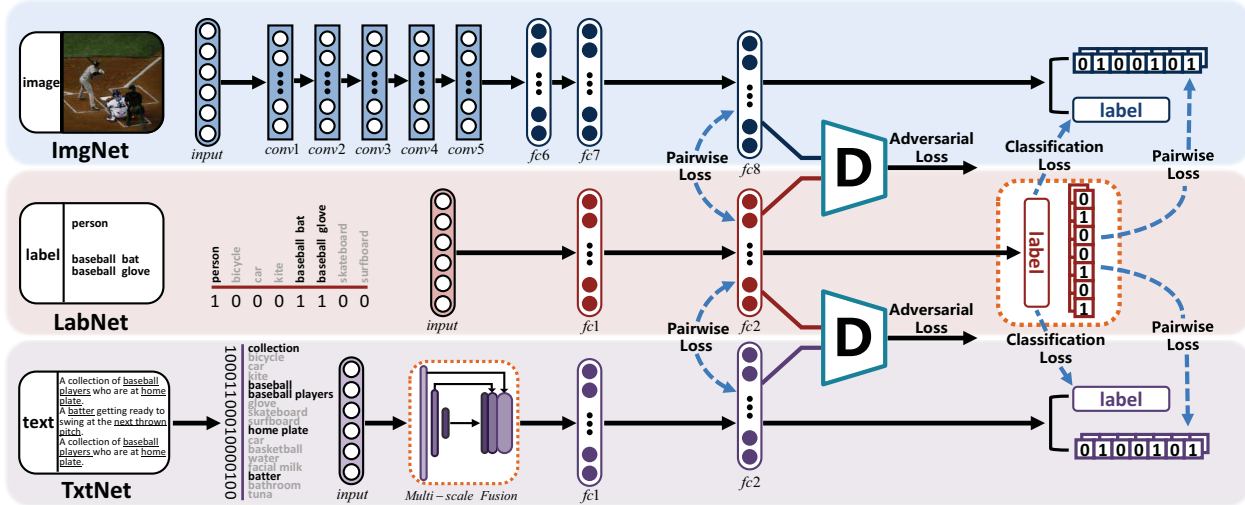 image
ImgNet
input
conv1
conv2
conv3
conv4
conv5
fc6
fc7
fc8
Pairwise
Loss
D
Adversarial
Loss
0 1 0 0 1 0 1
label
Classification
Loss
Pairwise
Loss
label
person
baseball bat
baseball glove
LabNet
person
bicycle
car
kite
baseball bat
baseball glove
skateboard
surfboard
1 0 0 0 1 1 0 0
input
fc1
fc2
label
0
1
0
0
1
0
1
Pairwise
Loss
D
Adversarial
Loss
Classification
Loss
Pairwise
Loss
text
A collection of baseball
players who are at home
plate.
A batter getting ready to
swing at the next thrown
pitch.
A collection of baseball
players who are at home
plate.
TxtNet
10001100010000100
collection
bicycle
car
kite
baseball
baseball players
glove
skateboard
surfboard
home plate
car
basketball
water
facial milk
batter
bathroom
tuna
input
Multi – scale Fusion
fc1
fc2
label
0 1 0 0 1 0 1